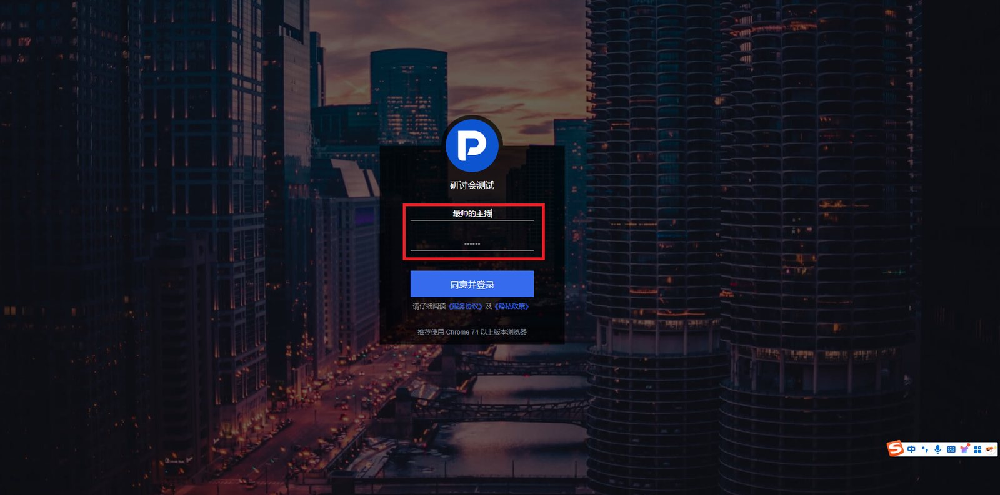 研讨会测试
最帅的主持
••••••
同意并登录
请仔细阅读《服务协议》及《隐私政策》
推荐使用 Chrome 74 以上版本浏览器
中